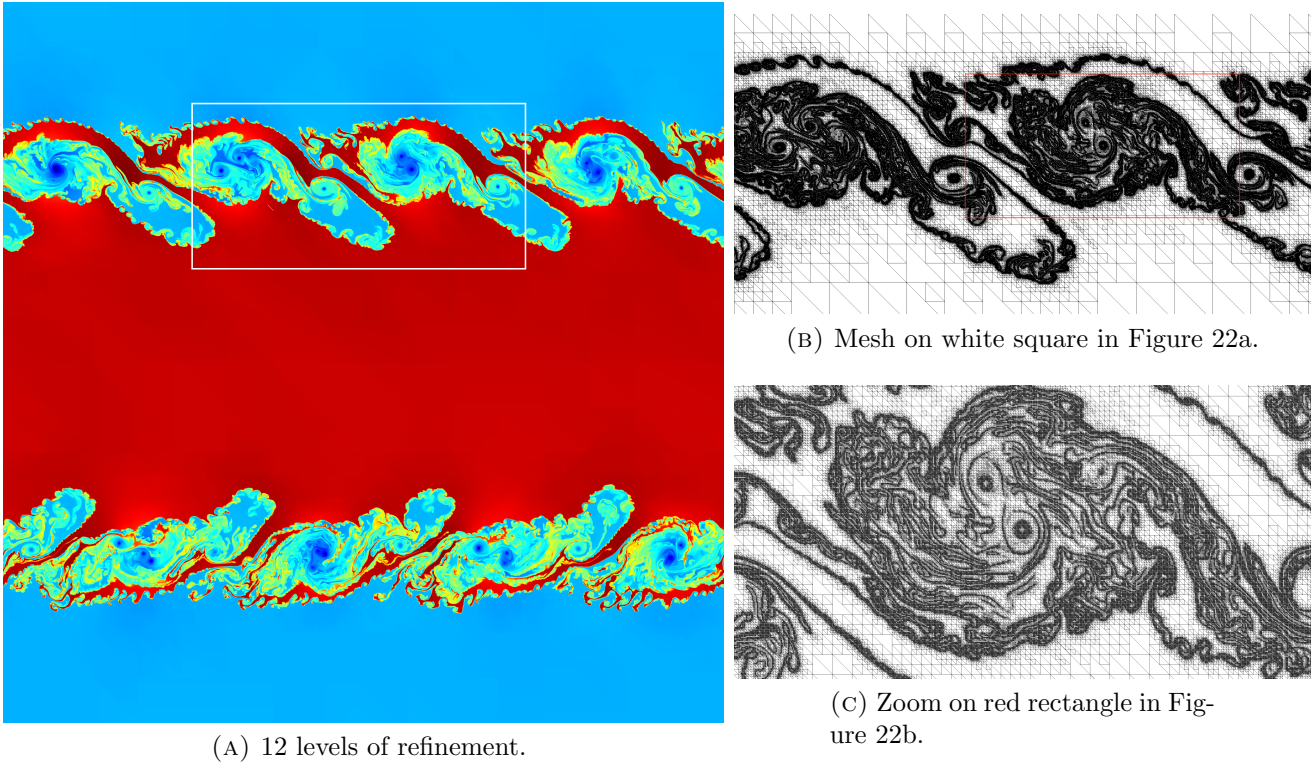 (A) 12 levels of refinement.
(B) Mesh on white square in Figure 22a.
(C) Zoom on red rectangle in Fig-
ure 22b.